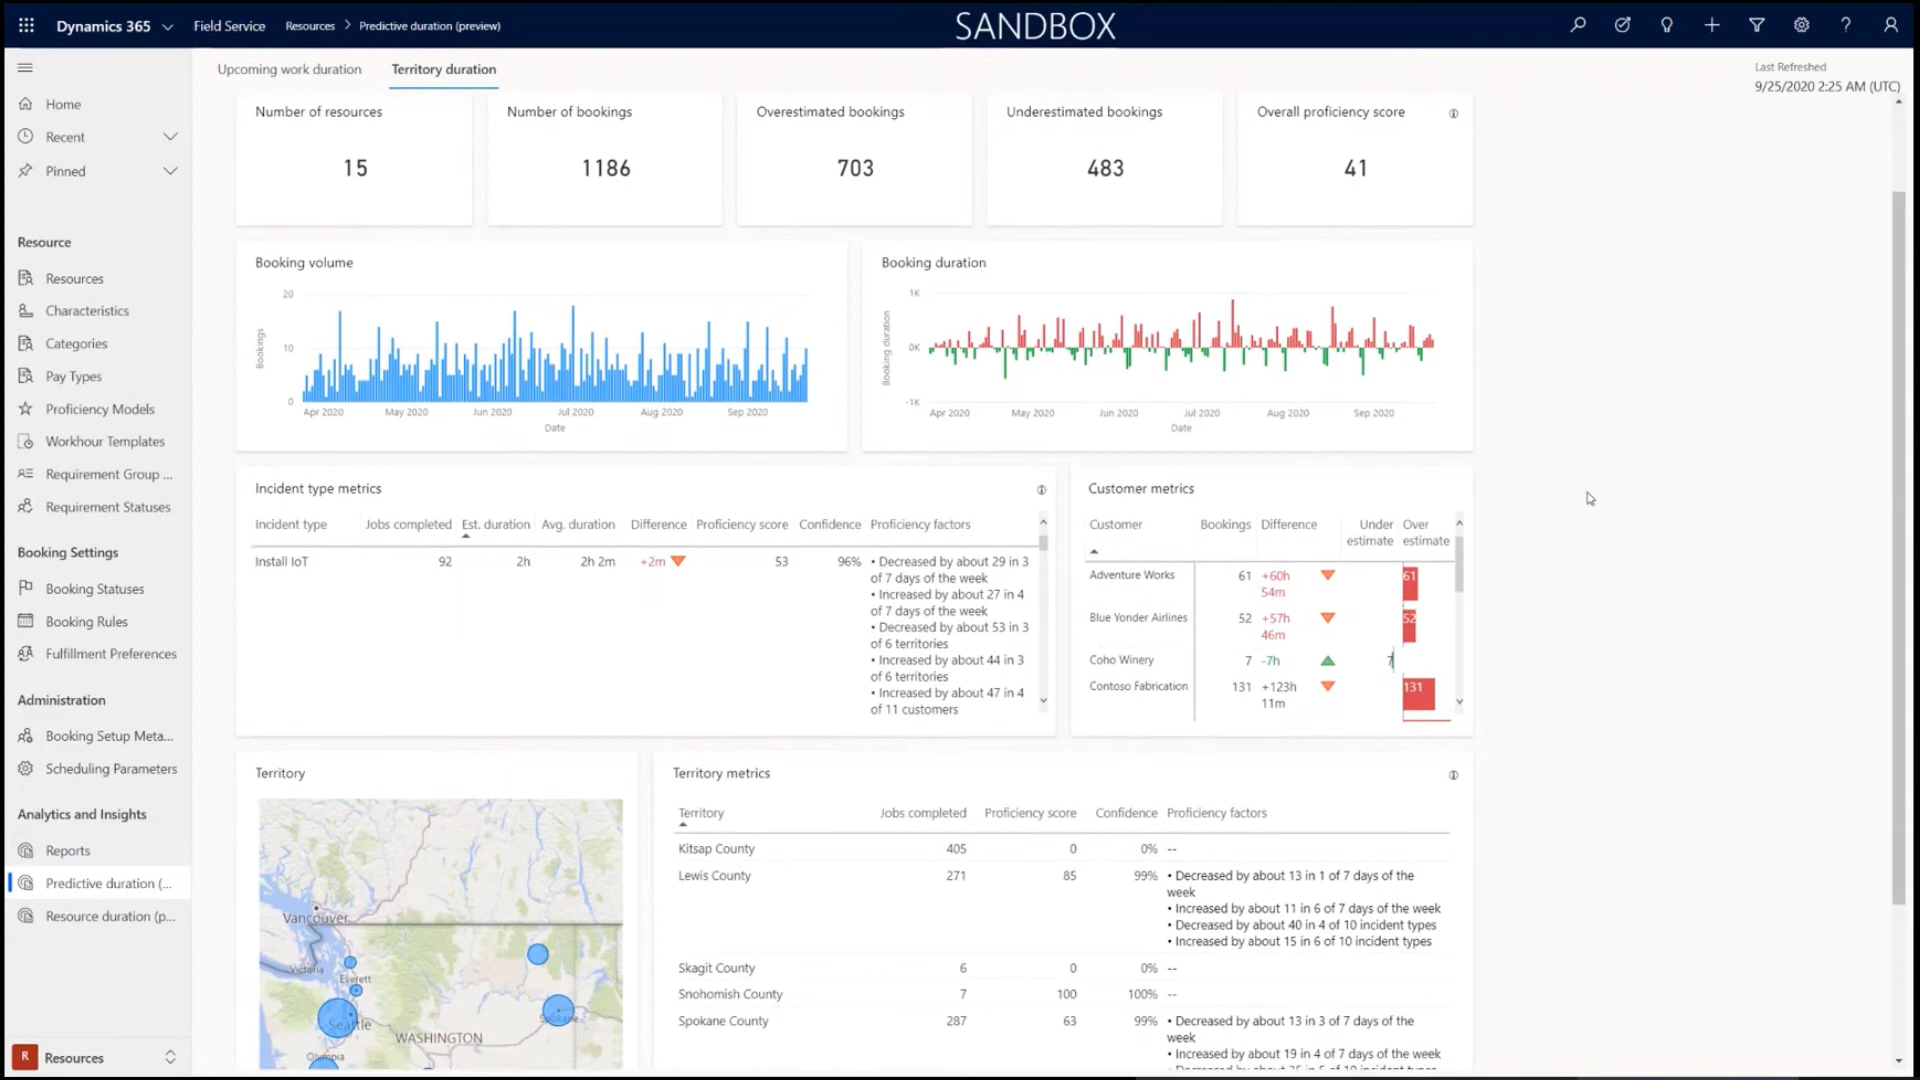 Dynamics 365
Field Service
Resources > Predictive duration (preview)
SANDBOX
Upcoming work duration
Territory duration
Last Refreshed
9/25/2020 2:25 AM (UTC)
Home
Recent
Pinned
Resource
Resources
Characteristics
Categories
Pay Types
Proficiency Models
Workhour Templates
Requirement Group ...
Requirement Statuses
Booking Settings
Booking Statuses
Booking Rules
Fulfillment Preferences
Administration
Booking Setup Meta...
Scheduling Parameters
Analytics and Insights
Reports
Predictive duration (...
Resource duration (p...
R Resources
Number of resources
15
Number of bookings
1186
Overestimated bookings
703
Underestimated bookings
483
Overall proficiency score
41
Booking volume
Bookings
20
10
0
Apr 2020 May 2020 Jun 2020 Jul 2020 Aug 2020 Sep 2020
Date
Booking duration
Booking duration
1K
0K
-1K
Apr 2020 May 2020 Jun 2020 Jul 2020 Aug 2020 Sep 2020
Date
Incident type metrics
Incident type Jobs completed Est. duration Avg. duration Difference Proficiency score Confidence Proficiency factors
Install IoT 92 2h 2h 2m +2m 53 96% • Decreased by about 29 in 3
of 7 days of the week
• Increased by about 27 in 4
of 7 days of the week
• Decreased by about 53 in 3
of 6 territories
• Increased by about 44 in 3
of 6 territories
• Increased by about 47 in 4
of 11 customers
Customer metrics
Customer Bookings Difference Under Over
estimate estimate
Adventure Works 61 +60h 61
54m
Blue Yonder Airlines 52 +57h 52
46m
Coho Winery 7 -7h 7
Contoso Fabrication 131 +123h 131
11m
Territory
Vancouver
Victoria
Everett
Seattle
Spokane
WASHINGTON
Olympia
Territory metrics
Territory Jobs completed Proficiency score Confidence Proficiency factors
Kitsap County 405 0 0% --
Lewis County 271 85 99% • Decreased by about 13 in 1 of 7 days of the
week
• Increased by about 11 in 6 of 7 days of the week
• Decreased by about 40 in 4 of 10 incident types
• Increased by about 15 in 6 of 10 incident types
Skagit County 6 0 0% --
Snohomish County 7 100 100% --
Spokane County 287 63 99% • Decreased by about 13 in 3 of 7 days of the
week
• Increased by about 19 in 4 of 7 days of the week